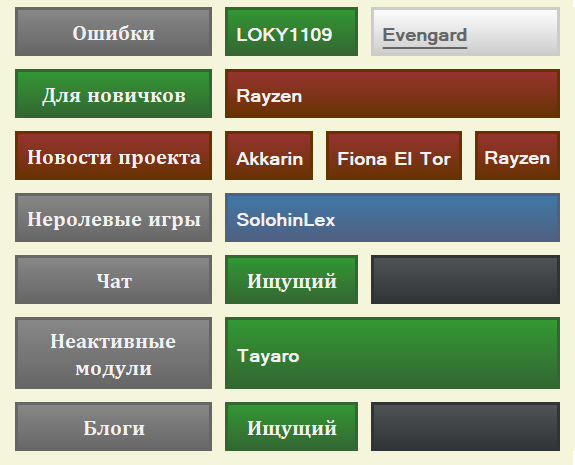 Ошибки LOKY1109 Evengard
Для новичков Rayzen
Новости проекта Akkarin Fiona El Tor Rayzen
Неролевые игры SolohinLex
Чат Ищущий
Неактивные
модули Tayaro
Блоги Ищущий